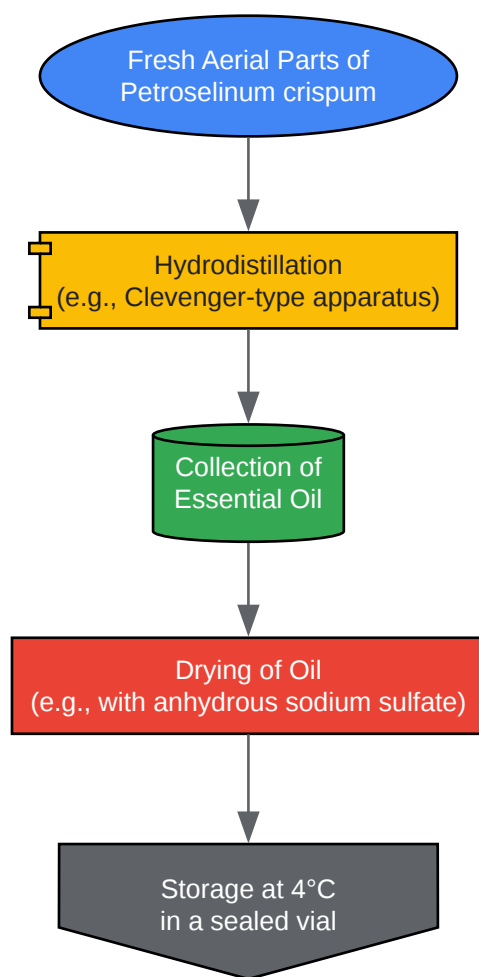 Fresh Aerial Parts of
Petroselinum crispum
Hydrodistillation
(e.g., Clevenger-type apparatus)
Collection of
Essential Oil
Drying of Oil
(e.g., with anhydrous sodium sulfate)
Storage at 4°C
in a sealed vial